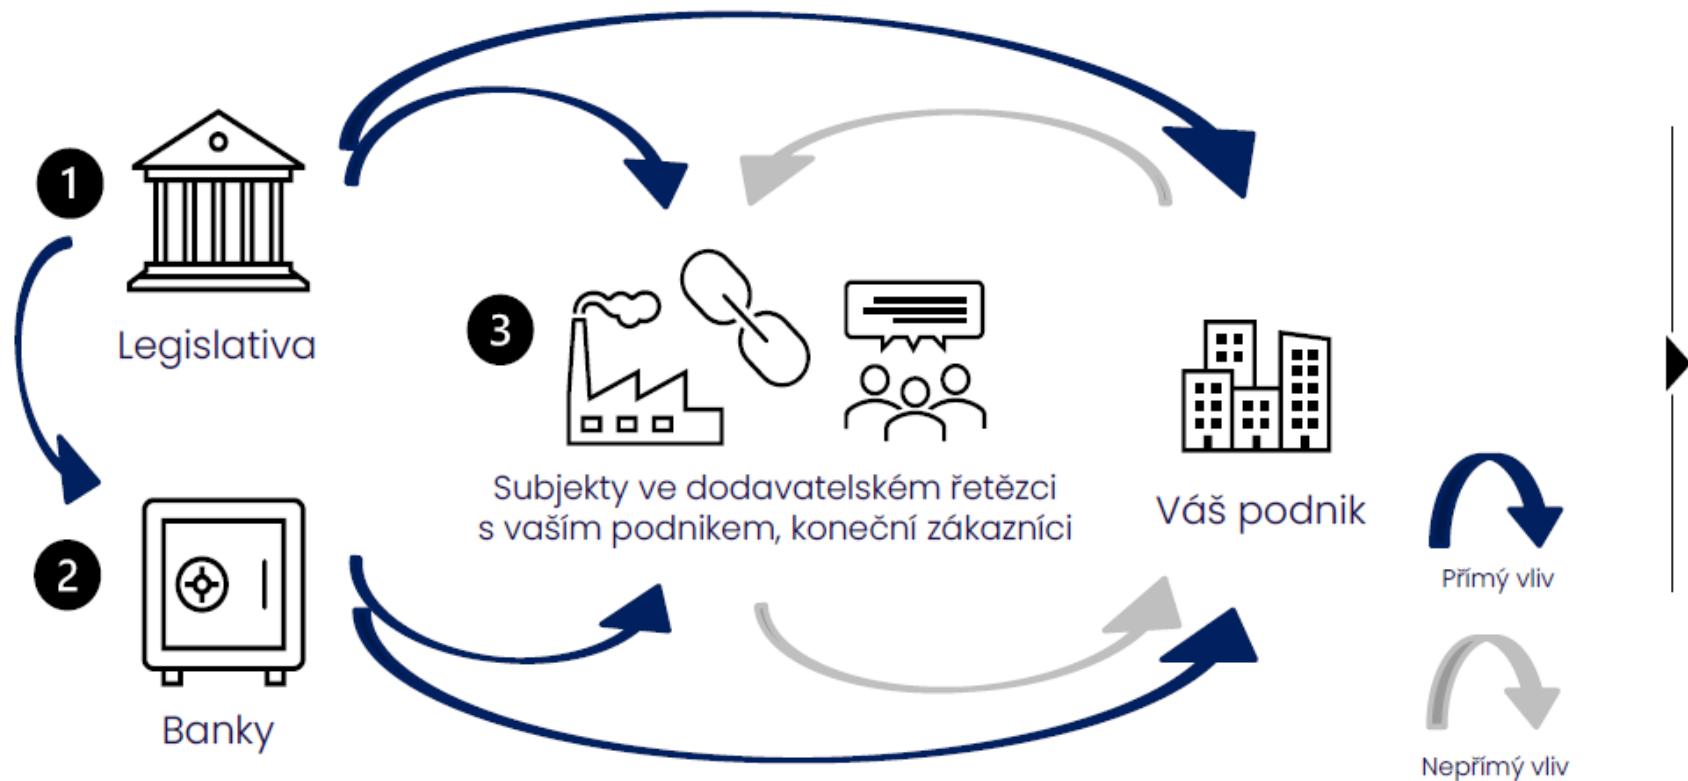 1
Legislativa
2
Banky
3
Subjekty ve dodavatelském řetězci
s vaším podnikem, koneční zákazníci
Váš podnik
Přímý vliv
Nepřímý vliv